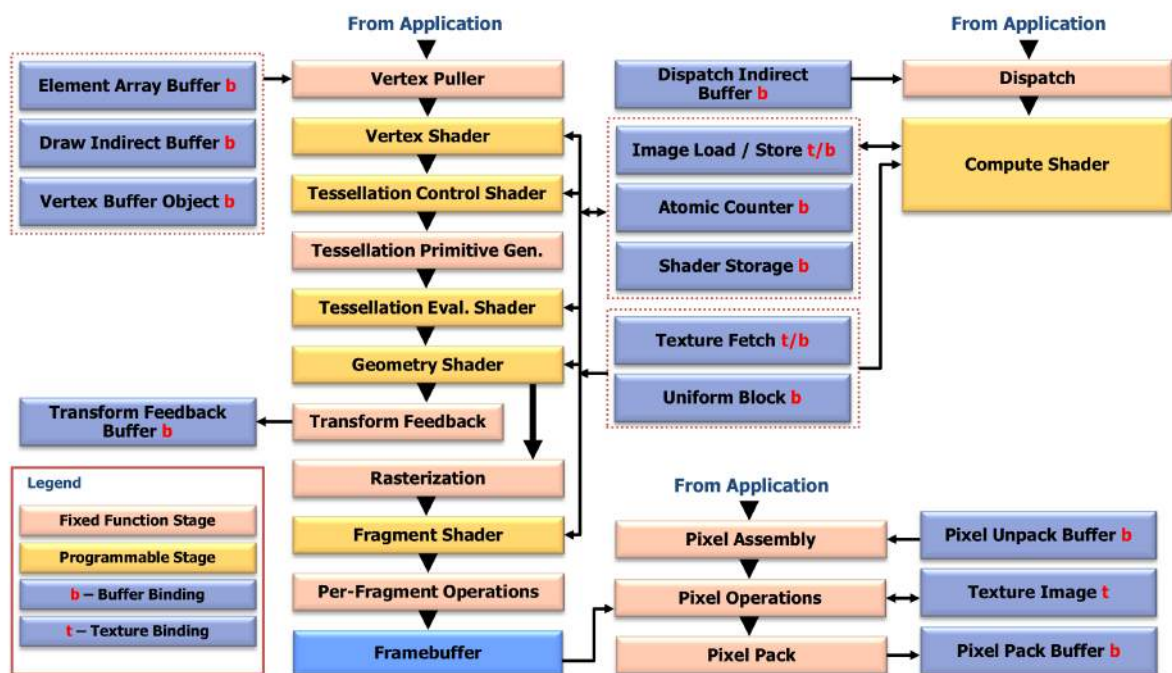 From Application
Element Array Buffer b
Draw Indirect Buffer b
Vertex Buffer Object b
Vertex Puller
Vertex Shader
Tessellation Control Shader
Tessellation Primitive Gen.
Tessellation Eval. Shader
Geometry Shader
Transform Feedback
Transform Feedback
Buffer b
Rasterization
Fragment Shader
Per-Fragment Operations
Framebuffer
Legend
Fixed Function Stage
Programmable Stage
b – Buffer Binding
t – Texture Binding
From Application
Dispatch Indirect
Buffer b
Dispatch
Image Load / Store t/b
Atomic Counter b
Shader Storage b
Compute Shader
Texture Fetch t/b
Uniform Block b
From Application
Pixel Assembly
Pixel Unpack Buffer b
Pixel Operations
Texture Image t
Pixel Pack
Pixel Pack Buffer b